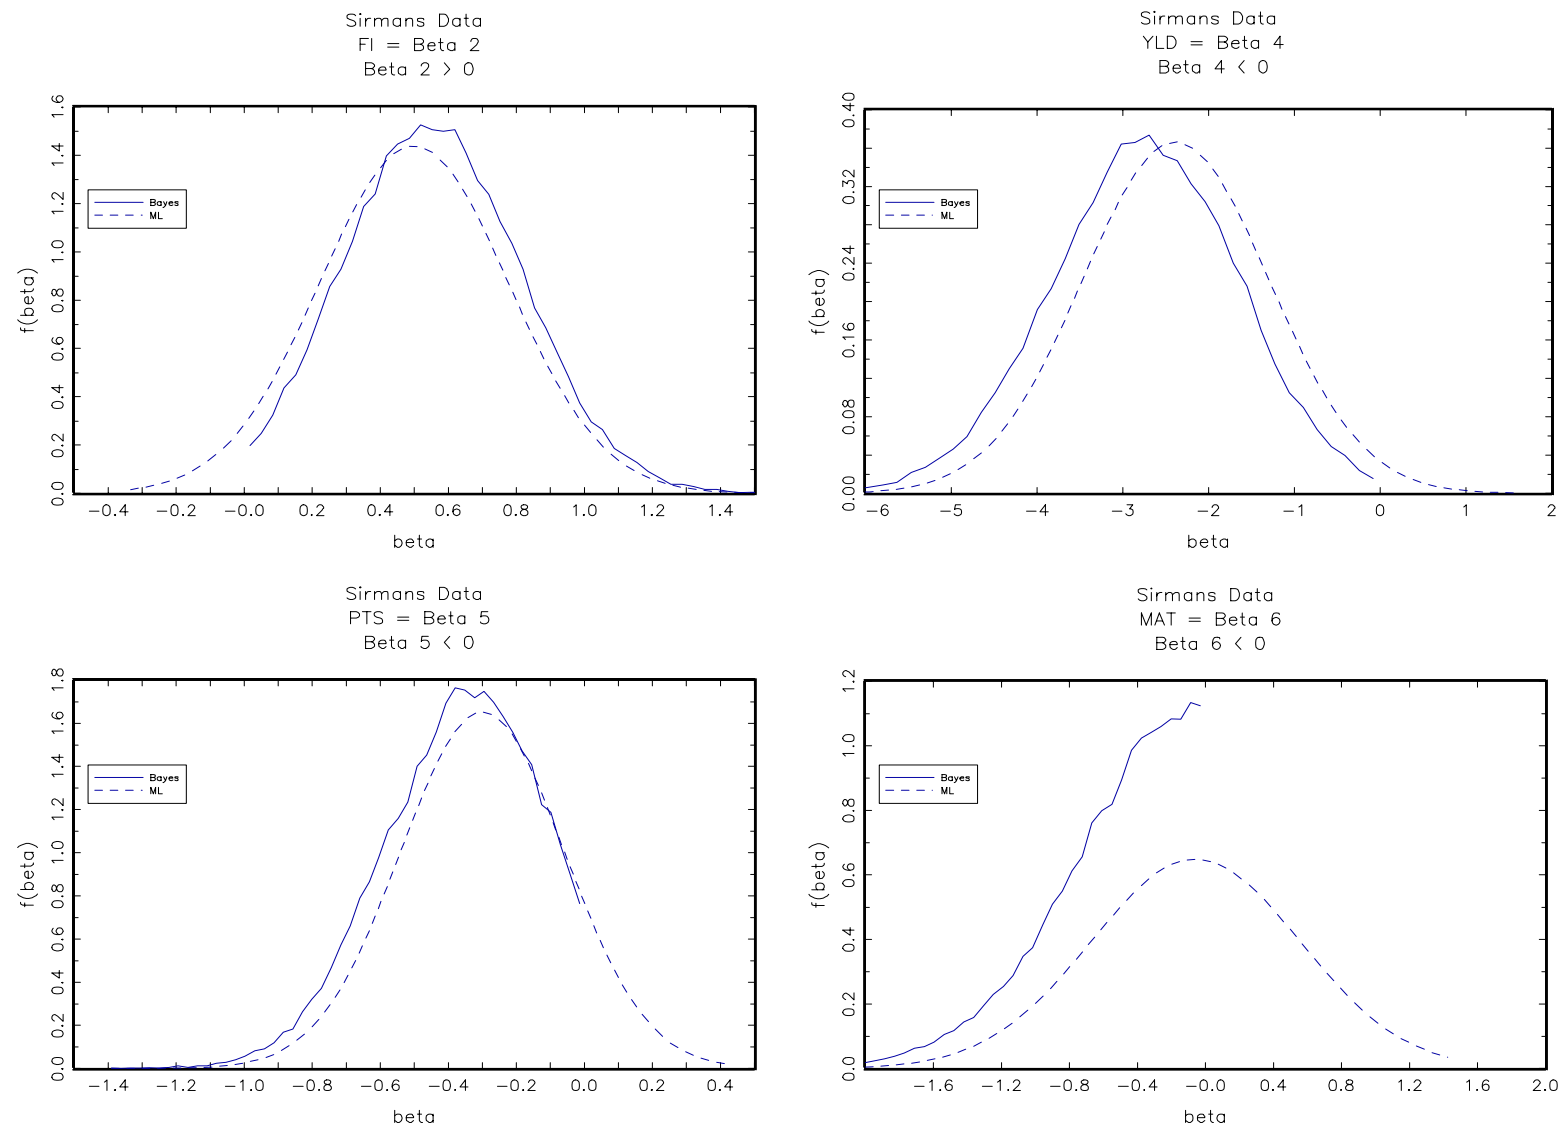 Sirmans Data
FI = Beta 2
Beta 2 > 0
f(beta)
0.0 0.2 0.4 0.6 0.8 1.0 1.2 1.4 1.6
Bayes
ML
−0.4 −0.2 −0.0 0.2 0.4 0.6 0.8 1.0 1.2 1.4
beta
Sirmans Data
YLD = Beta 4
Beta 4 < 0
f(beta)
0.00 0.08 0.16 0.24 0.32 0.40
Bayes
ML
−6 −5 −4 −3 −2 −1 0 1 2
beta
Sirmans Data
PTS = Beta 5
Beta 5 < 0
f(beta)
0.0 0.2 0.4 0.6 0.8 1.0 1.2 1.4 1.6 1.8
Bayes
ML
−1.4 −1.2 −1.0 −0.8 −0.6 −0.4 −0.2 0.0 0.2 0.4
beta
Sirmans Data
MAT = Beta 6
Beta 6 < 0
f(beta)
0.0 0.2 0.4 0.6 0.8 1.0 1.2
Bayes
ML
−1.6 −1.2 −0.8 −0.4 −0.0 0.4 0.8 1.2 1.6 2.0
beta